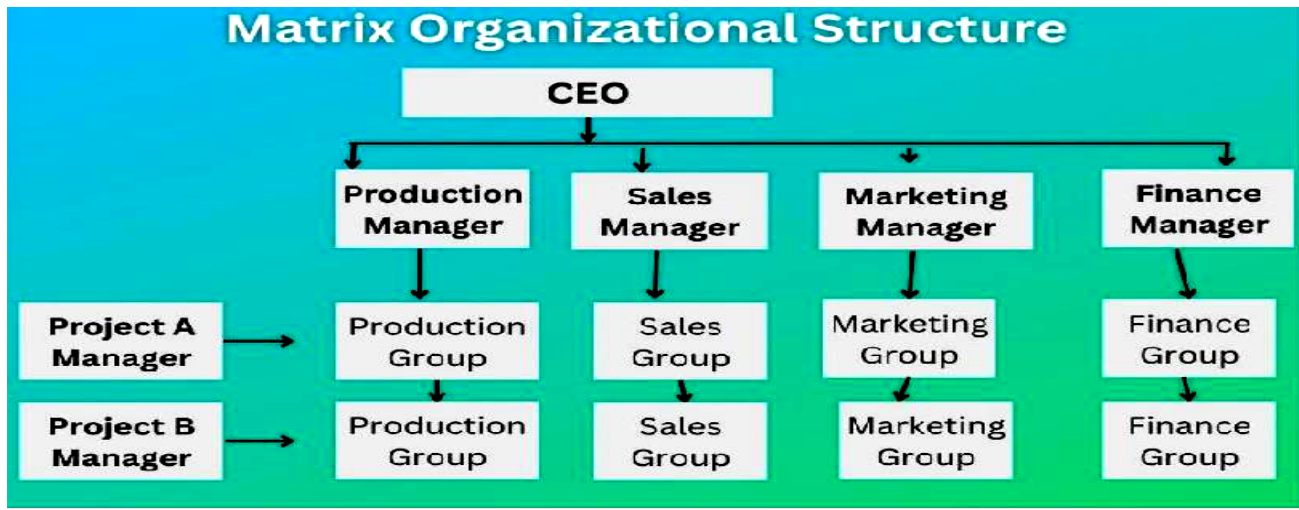 Matrix Organizational Structure
CEO
Production
Manager
Sales
Manager
Marketing
Manager
Finance
Manager
Project A
Manager
Production
Group
Sales
Group
Marketing
Group
Finance
Group
Project B
Manager
Production
Group
Sales
Group
Marketing
Group
Finance
Group